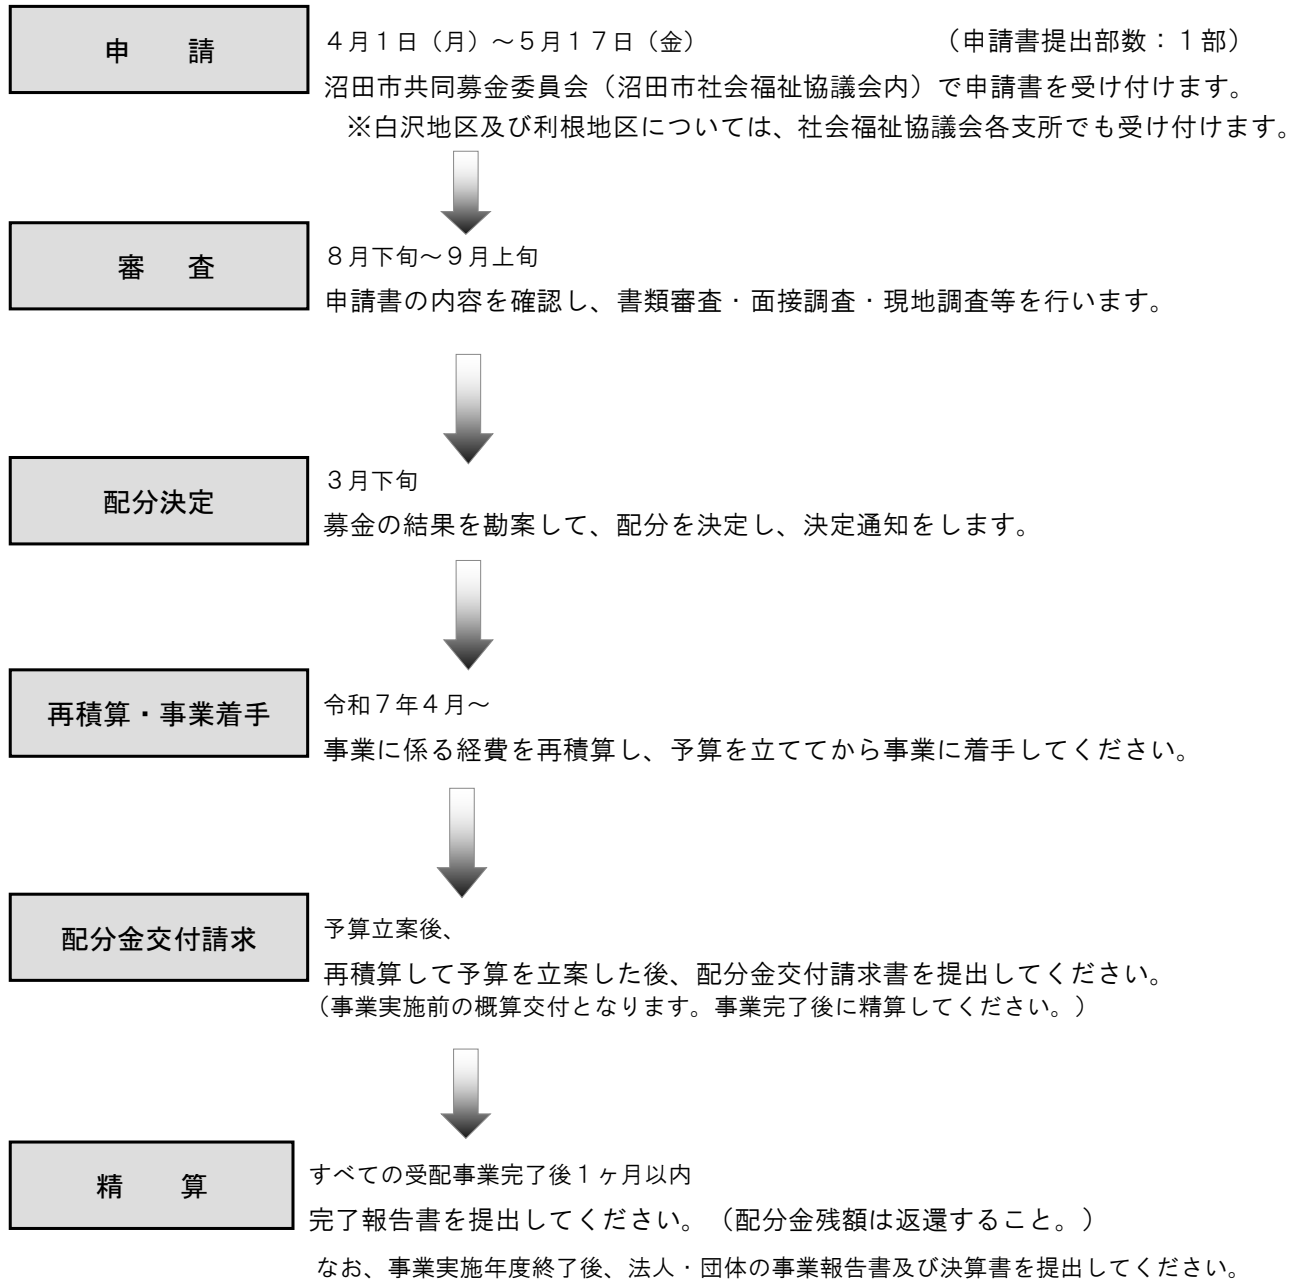 申　請
４月１日（月）～５月１７日（金）　（申請書提出部数：１部）
沼田市共同募金委員会（沼田市社会福祉協議会内）で申請書を受け付けます。
※白沢地区及び利根地区については、社会福祉協議会各支所でも受け付けます。
審　査
８月下旬～９月上旬
申請書の内容を確認し、書類審査・面接調査・現地調査等を行います。
配分決定
３月下旬
募金の結果を勘案して、配分を決定し、決定通知をします。
再積算・事業着手
令和７年４月～
事業に係る経費を再積算し、予算を立ててから事業に着手してください。
配分金交付請求
予算立案後、
再積算して予算を立案した後、配分金交付請求書を提出してください。
（事業実施前の概算交付となります。事業完了後に精算してください。）
精　算
すべての受配事業完了後１ヶ月以内
完了報告書を提出してください。（配分金残額は返還すること。）
なお、事業実施年度終了後、法人・団体の事業報告書及び決算書を提出してください。